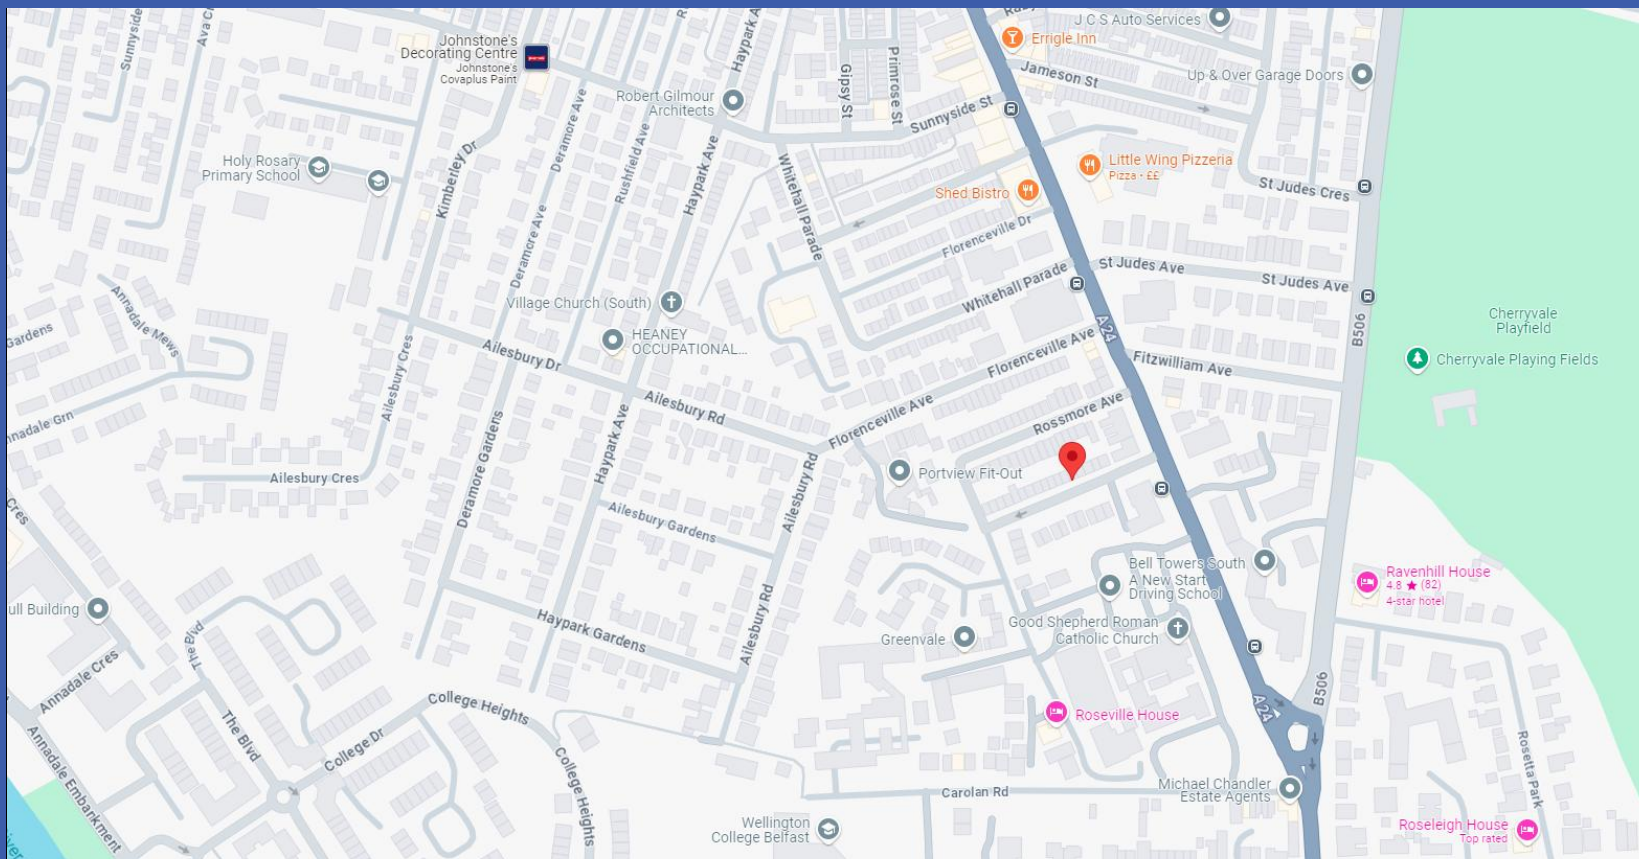 Sunnyside
Ava
Johnstone's
Decorating Centre
Johnstone's
Covaplus Paint
Haypark A
Errigle Inn
J C S Auto Services
Jameson St
Up & Over Garage Doors
Robert Gilmour
Architects
Gipsy St
Primrose St
Sunnyside St
Deramore Ave
Rushfield Ave
Haypark Ave
Holy Rosary
Primary School
Kimberley Dr
Whitehall Parade
Little Wing Pizzeria
Pizza · ££
Shed Bistro
St Judes Cres
Deramore Ave
Florenceville Dr
St Judes Ave
St Judes Ave
Whitehall Parade
Annadale Mews
Village Church (South)
HEANEY
OCCUPATIONAL...
A24
B506
Cherryvale
Playfield
Cherryvale Playing Fields
Gardens
Ailesbury Cres
Ailesbury Dr
Florenceville Ave
Fitzwilliam Ave
Ailesbury Rd
Florenceville Ave
Rossmore Ave
nnadale Grn
Haypark Ave
Deramore Gardens
Ailesbury Rd
Portview Fit-Out
Ailesbury Cres
Cres
Ailesbury Gardens
Bell Towers South
A New Start
Driving School
Ravenhill House
4.8 ★ (82)
4-star hotel
ull Building
The Blvd
Haypark Gardens
Ailesbury Rd
Good Shepherd Roman
Catholic Church
Greenvale
Annadale Cres
B506
A24
College Heights
Roseville House
The Blvd
College Dr
Rosetta Park
Annadale Embankment
College Heights
Carolan Rd
Michael Chandler
Estate Agents
Wellington
College Belfast
Roseleigh House
Top rated